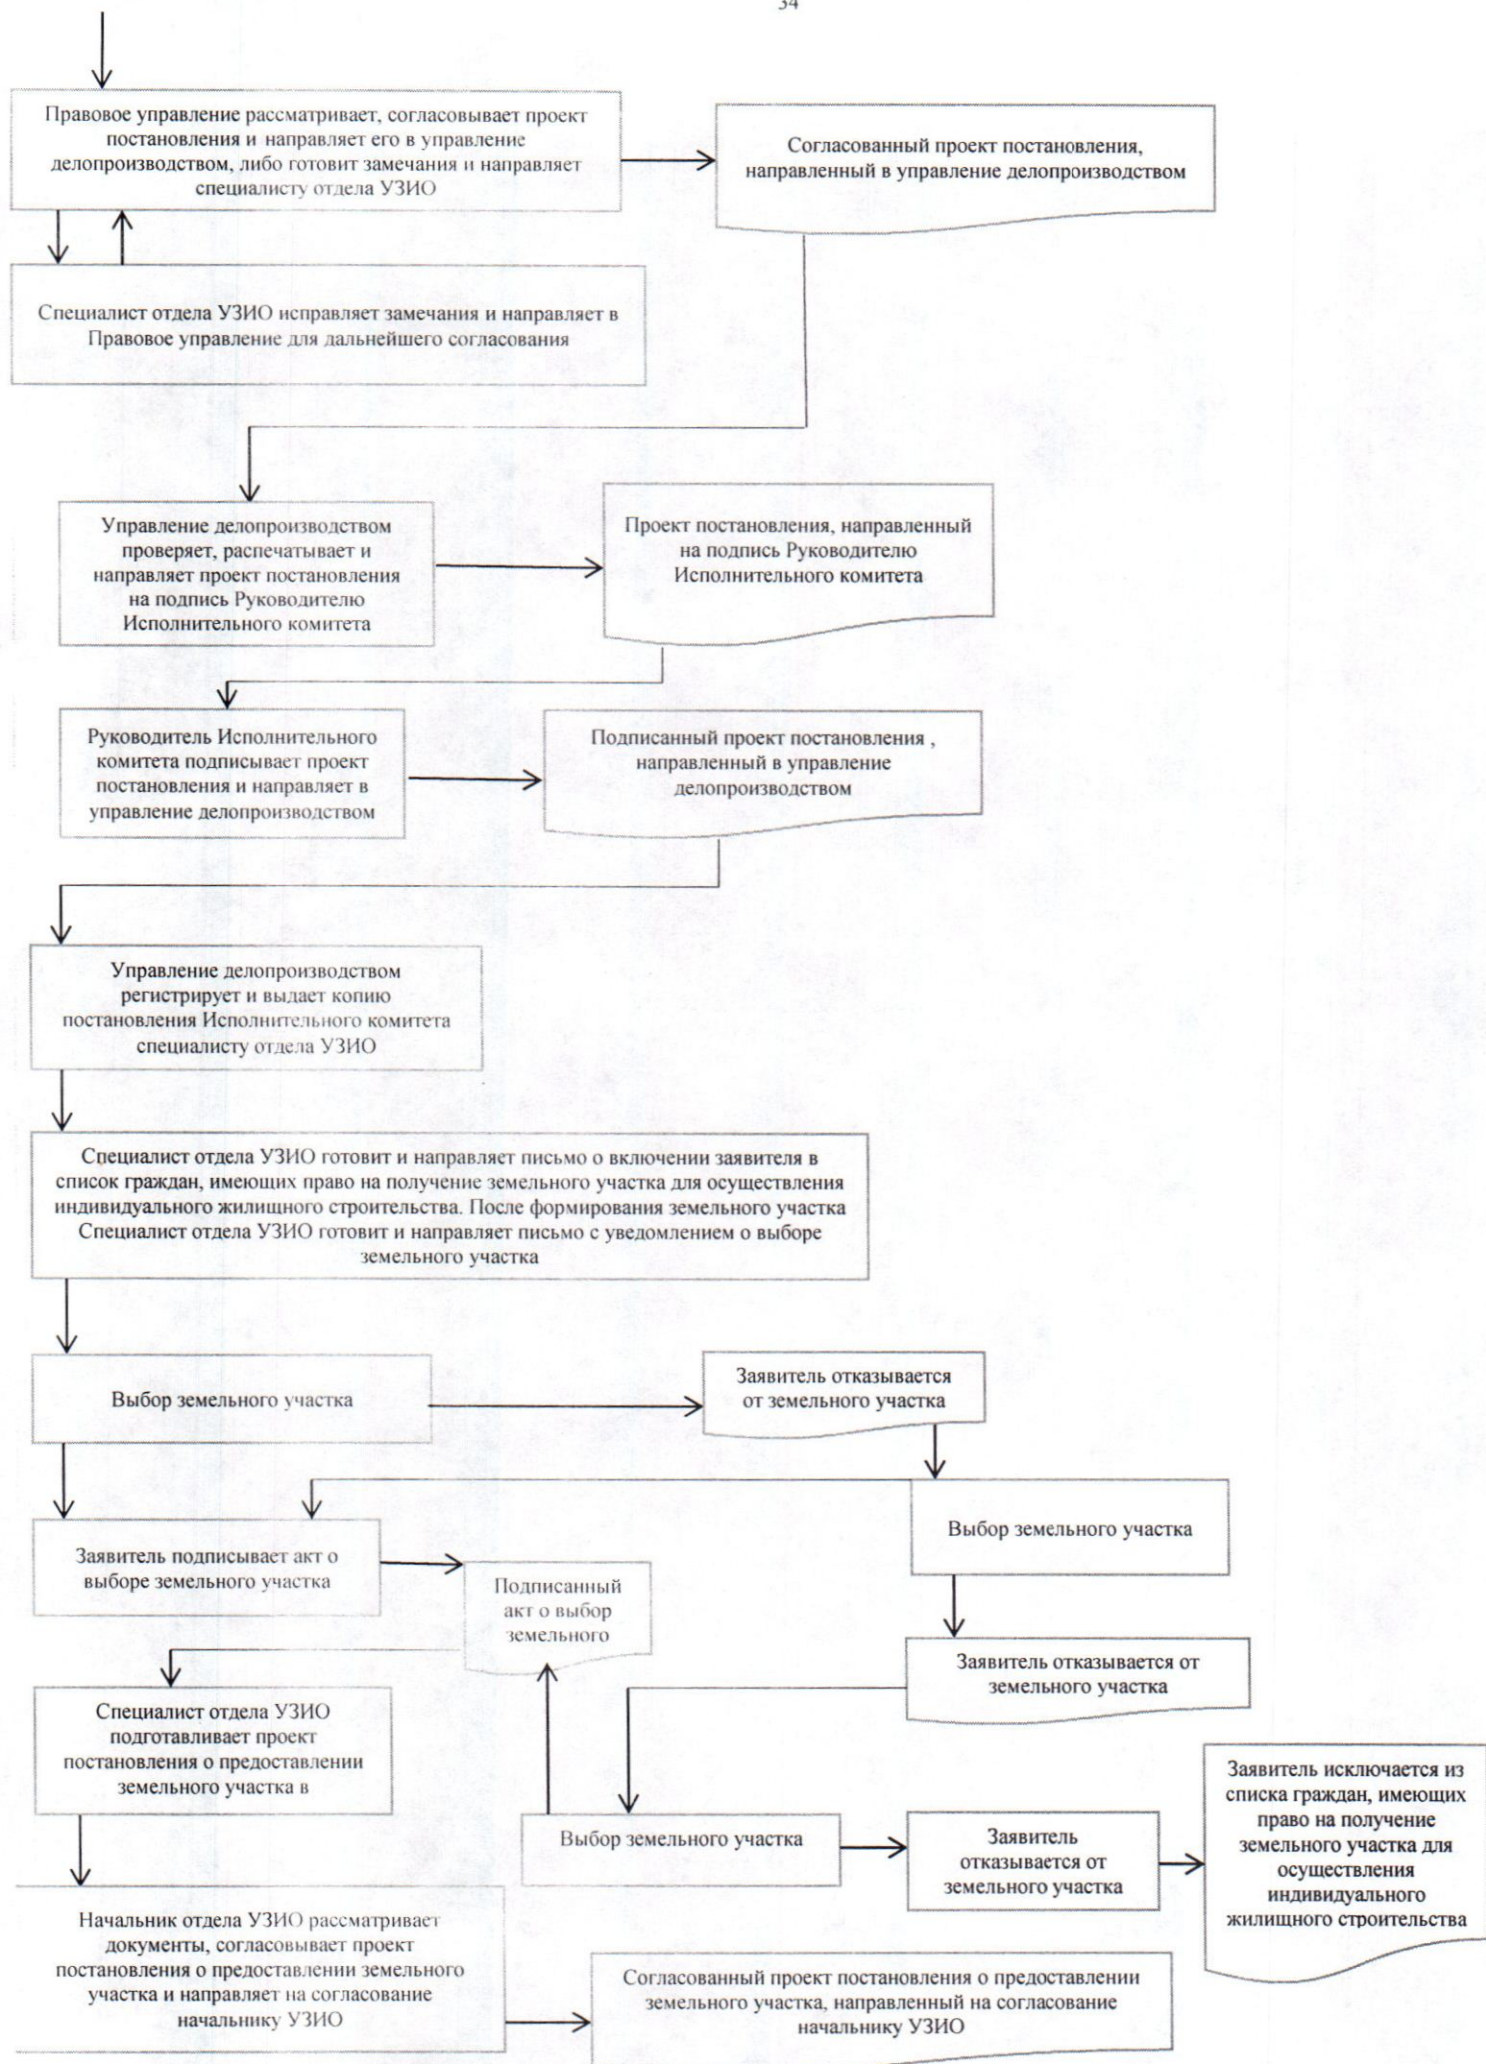 34
Правовое управление рассматривает, согласовывает проект
постановления и направляет его в управление
делопроизводством, либо готовит замечания и направляет
специалисту отдела УЗИО
Согласованный проект постановления,
направленный в управление делопроизводством
Специалист отдела УЗИО исправляет замечания и направляет в
Правовое управление для дальнейшего согласования
Управление делопроизводством
проверяет, распечатывает и
направляет проект постановления
на подпись Руководителю
Исполнительного комитета
Проект постановления, направленный
на подпись Руководителю
Исполнительного комитета
Руководитель Исполнительного
комитета подписывает проект
постановления и направляет в
управление делопроизводством
Подписанный проект постановления ,
направленный в управление
делопроизводством
Управление делопроизводством
регистрирует и выдает копию
постановления Исполнительного комитета
специалисту отдела УЗИО
Специалист отдела УЗИО готовит и направляет письмо о включении заявителя в
список граждан, имеющих право на получение земельного участка для осуществления
индивидуального жилищного строительства. После формирования земельного участка
Специалист отдела УЗИО готовит и направляет письмо с уведомлением о выборе
земельного участка
Выбор земельного участка
Заявитель отказывается
от земельного участка
Выбор земельного участка
Заявитель подписывает акт о
выборе земельного участка
Подписанный
акт о выбор
земельного
Заявитель отказывается от
земельного участка
Специалист отдела УЗИО
подготавливает проект
постановления о предоставлении
земельного участка в
Выбор земельного участка
Заявитель
отказывается от
земельного участка
Заявитель исключается из
списка граждан, имеющих
право на получение
земельного участка для
осуществления
индивидуального
жилищного строительства
Начальник отдела УЗИО рассматривает
документы, согласовывает проект
постановления о предоставлении земельного
участка и направляет на согласование
начальнику УЗИО
Согласованный проект постановления о предоставлении
земельного участка, направленный на согласование
начальнику УЗИО